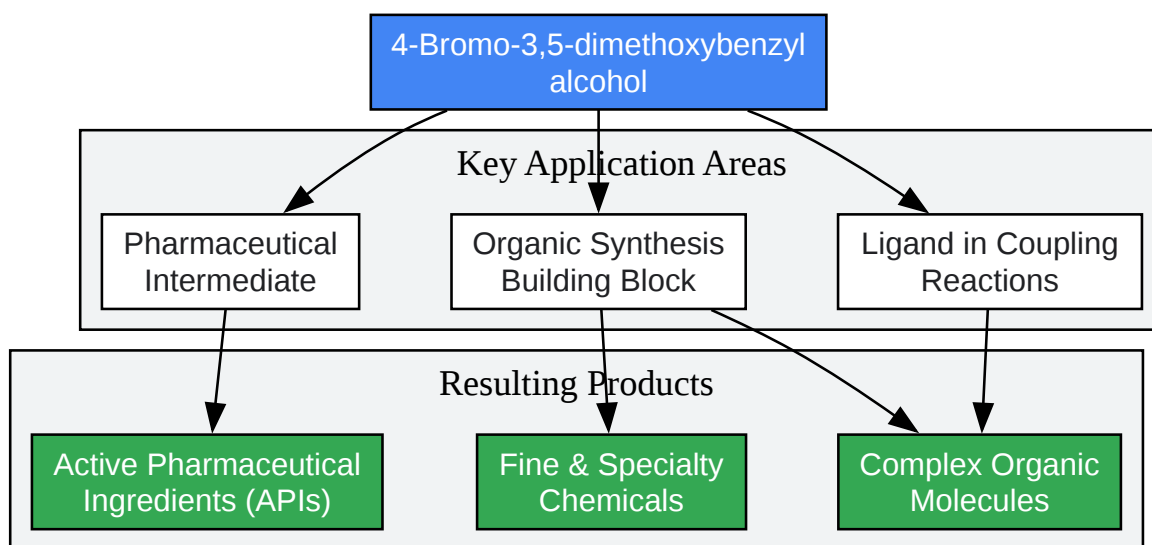 4-Bromo-3,5-dimethoxybenzyl
alcohol
Key Application Areas
Pharmaceutical
Intermediate
Organic Synthesis
Building Block
Ligand in Coupling
Reactions
Resulting Products
Active Pharmaceutical
Ingredients (APIs)
Fine & Specialty
Chemicals
Complex Organic
Molecules